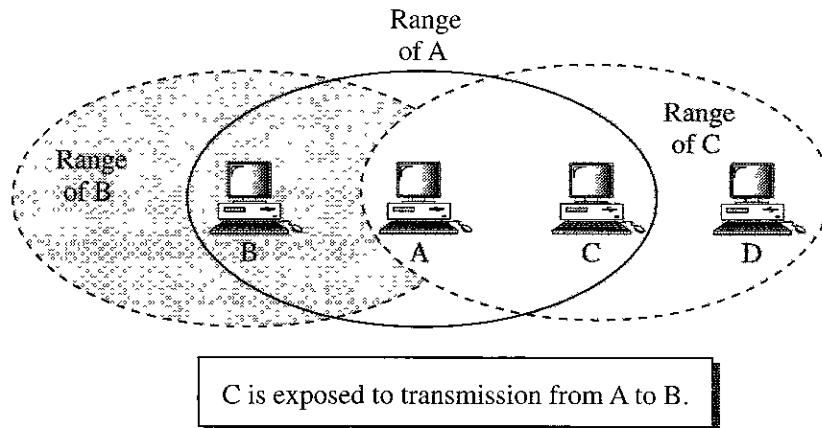 Range
of A
Range
of B
Range
of C
B
A
C
D
C is exposed to transmission from A to B.